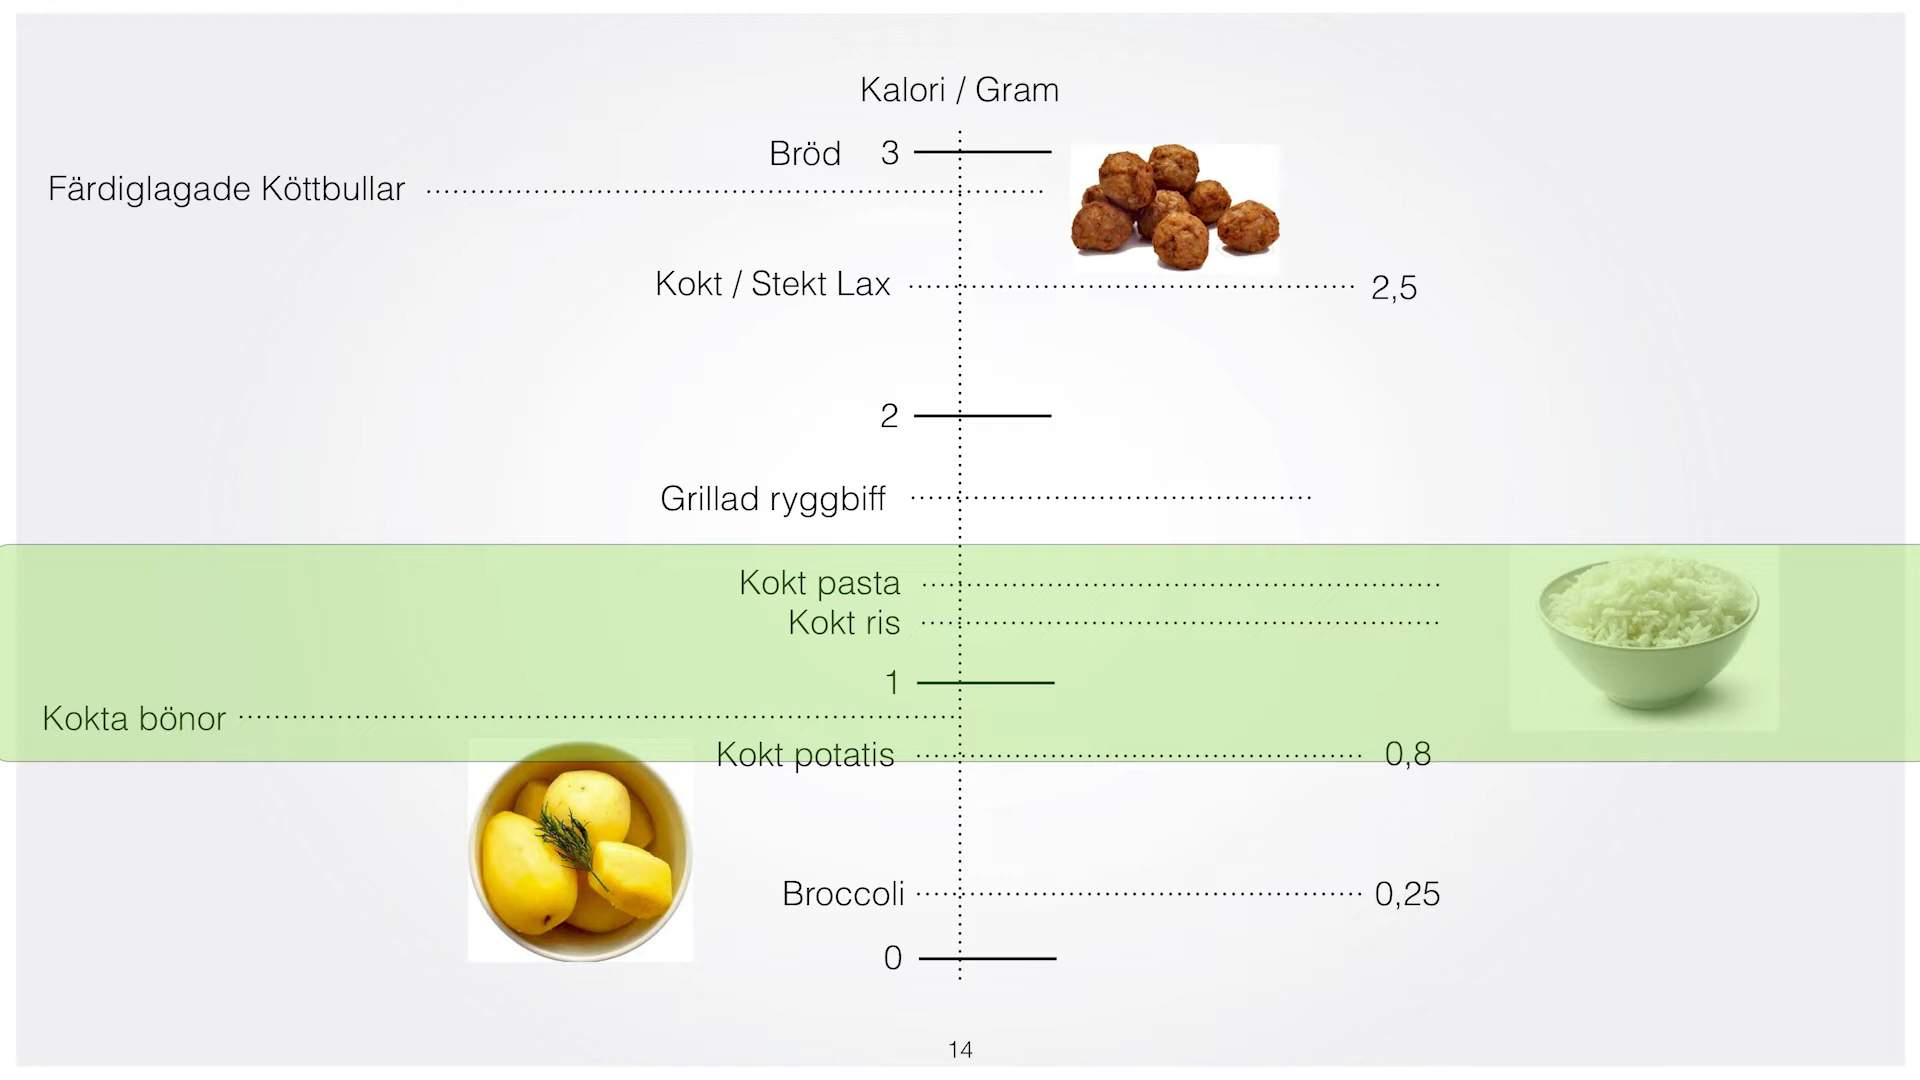 Kalori / Gram
Bröd 3
Färdiglagade Köttbullar
Kokt / Stekt Lax 2,5
2
Grillad ryggbiff
Kokt pasta
Kokt ris
1
Kokta bönor
Kokt potatis 0,8
Broccoli 0,25
0
14